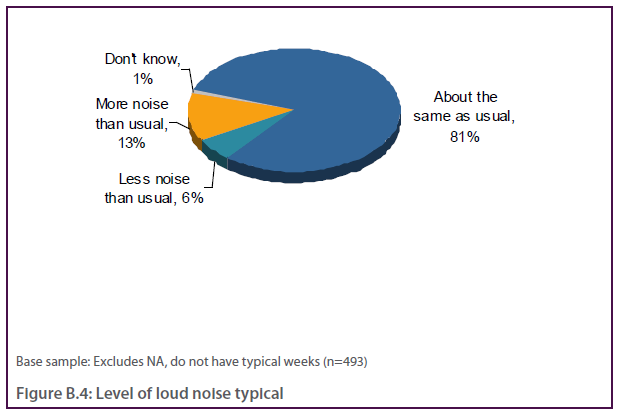 Don't know,
1%
More noise
than usual,
13%
Less noise
than usual, 6%
About the
same as usual,
81%
Base sample: Excludes NA, do not have typical weeks (n=493)
Figure B.4: Level of loud noise typical